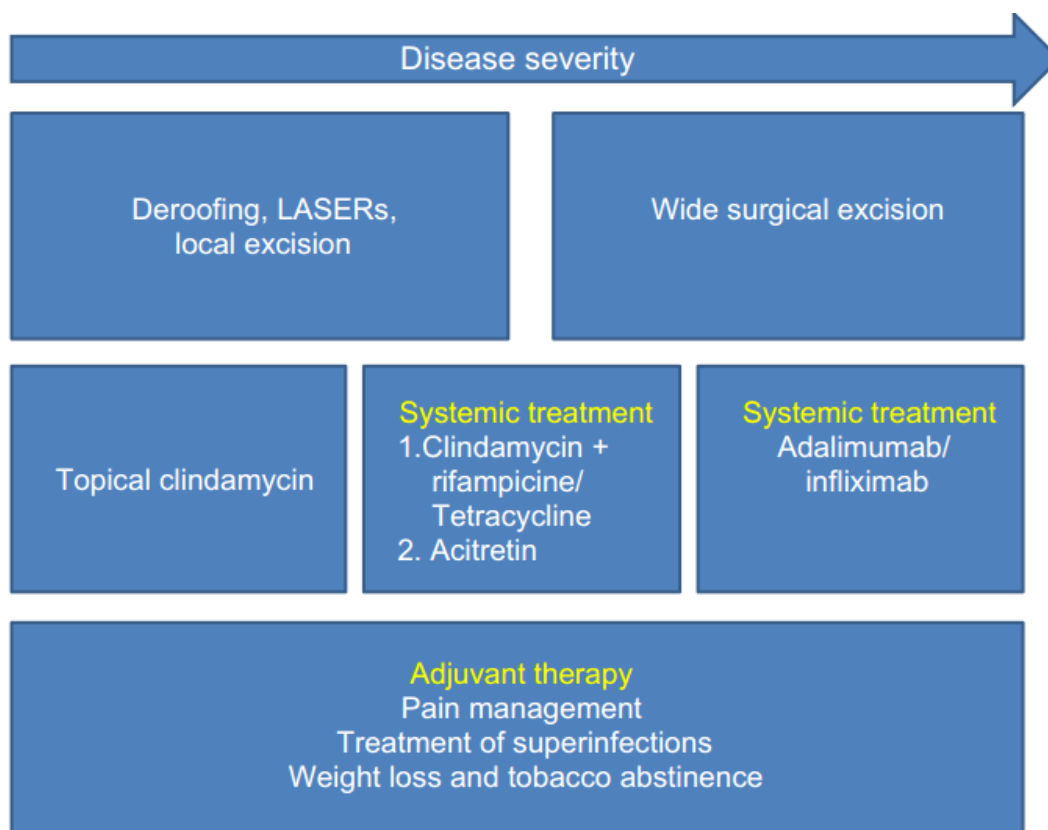 Disease severity
Deroofing, LASERs,
local excision
Wide surgical excision
Topical clindamycin
Systemic treatment
1.Clindamycin +
rifampicine/
Tetracycline
2. Acitretin
Systemic treatment
Adalimumab/
infliximab
Adjuvant therapy
Pain management
Treatment of superinfections
Weight loss and tobacco abstinence